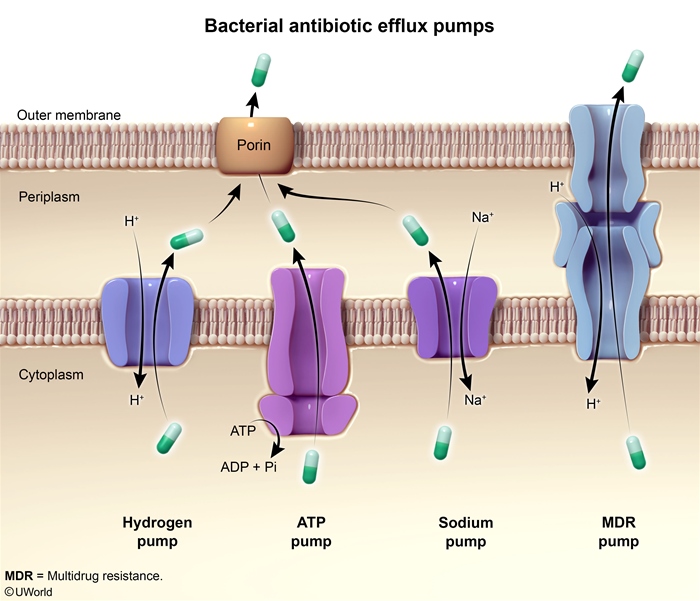 Bacterial antibiotic efflux pumps
Outer membrane
Porin
Periplasm
H⁺
H⁺
Na⁺
Cytoplasm
H⁺
Na⁺
H⁺
ATP
ADP + Pi
Hydrogen
pump
ATP
pump
Sodium
pump
MDR
pump
MDR = Multidrug resistance.
©UWorld